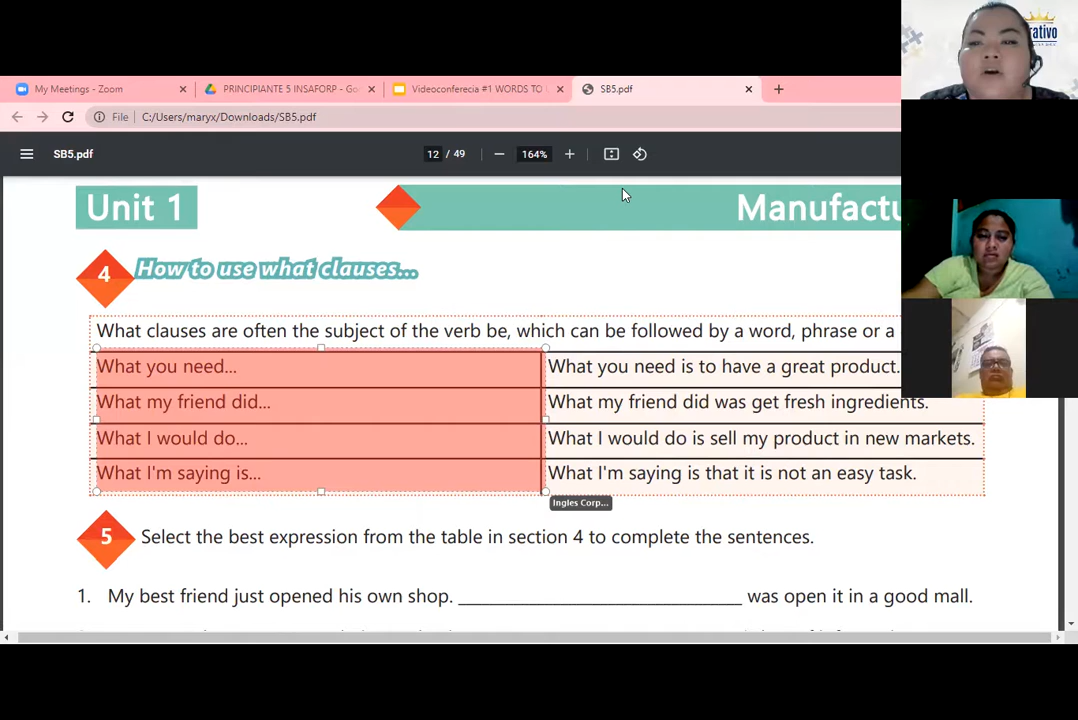 My Meetings - Zoom
PRINCIPIANTE 5 INSAFORP - Go
Videoconferecia #1 WORDS TO
SB5.pdf
File
C:/Users/maryx/Downloads/SB5.pdf
SB5.pdf
12 / 49
164%
Unit 1
Manufactu
4
How to use what clauses...
What clauses are often the subject of the verb be, which can be followed by a word, phrase or a
What you need...
What you need is to have a great product.
What my friend did...
What my friend did was get fresh ingredients.
What I would do...
What I would do is sell my product in new markets.
What I'm saying is...
What I'm saying is that it is not an easy task.
Ingles Corp...
5
Select the best expression from the table in section 4 to complete the sentences.
1. My best friend just opened his own shop. ____________________________ was open it in a good mall.